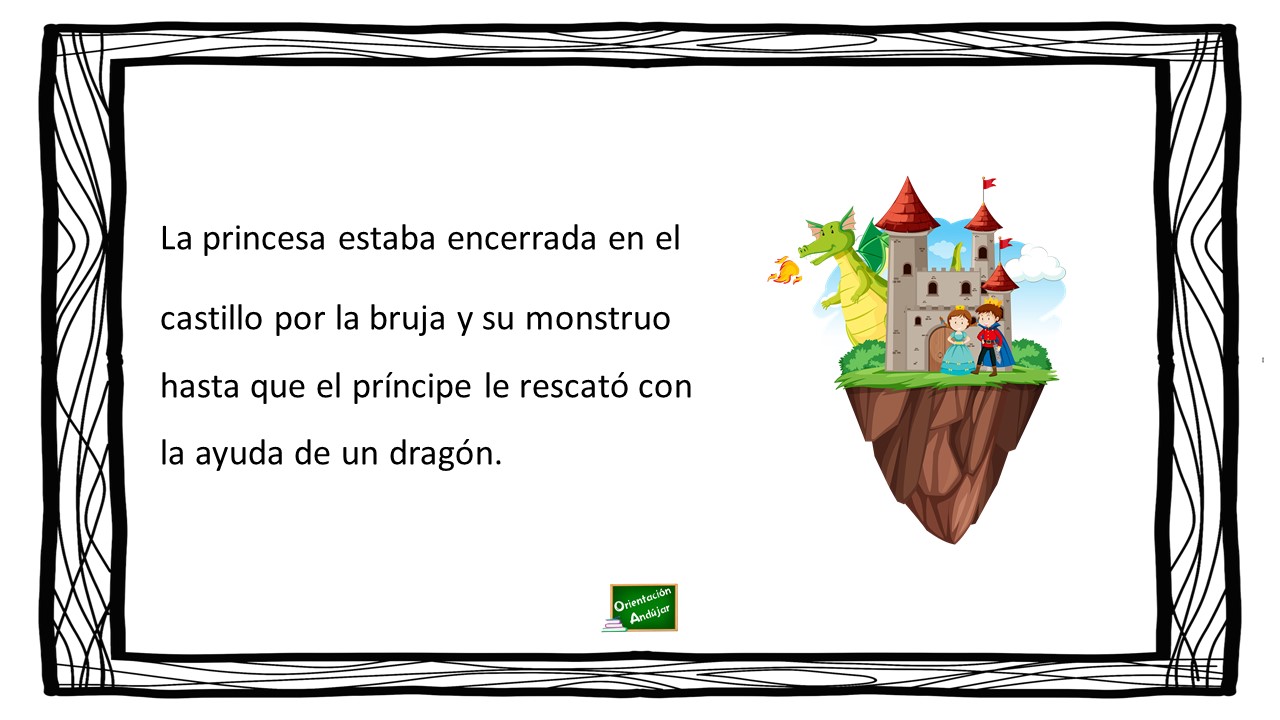 La princesa estaba encerrada en el
castillo por la bruja y su monstruo
hasta que el príncipe le rescató con
la ayuda de un dragón.
Orientación
Andújar